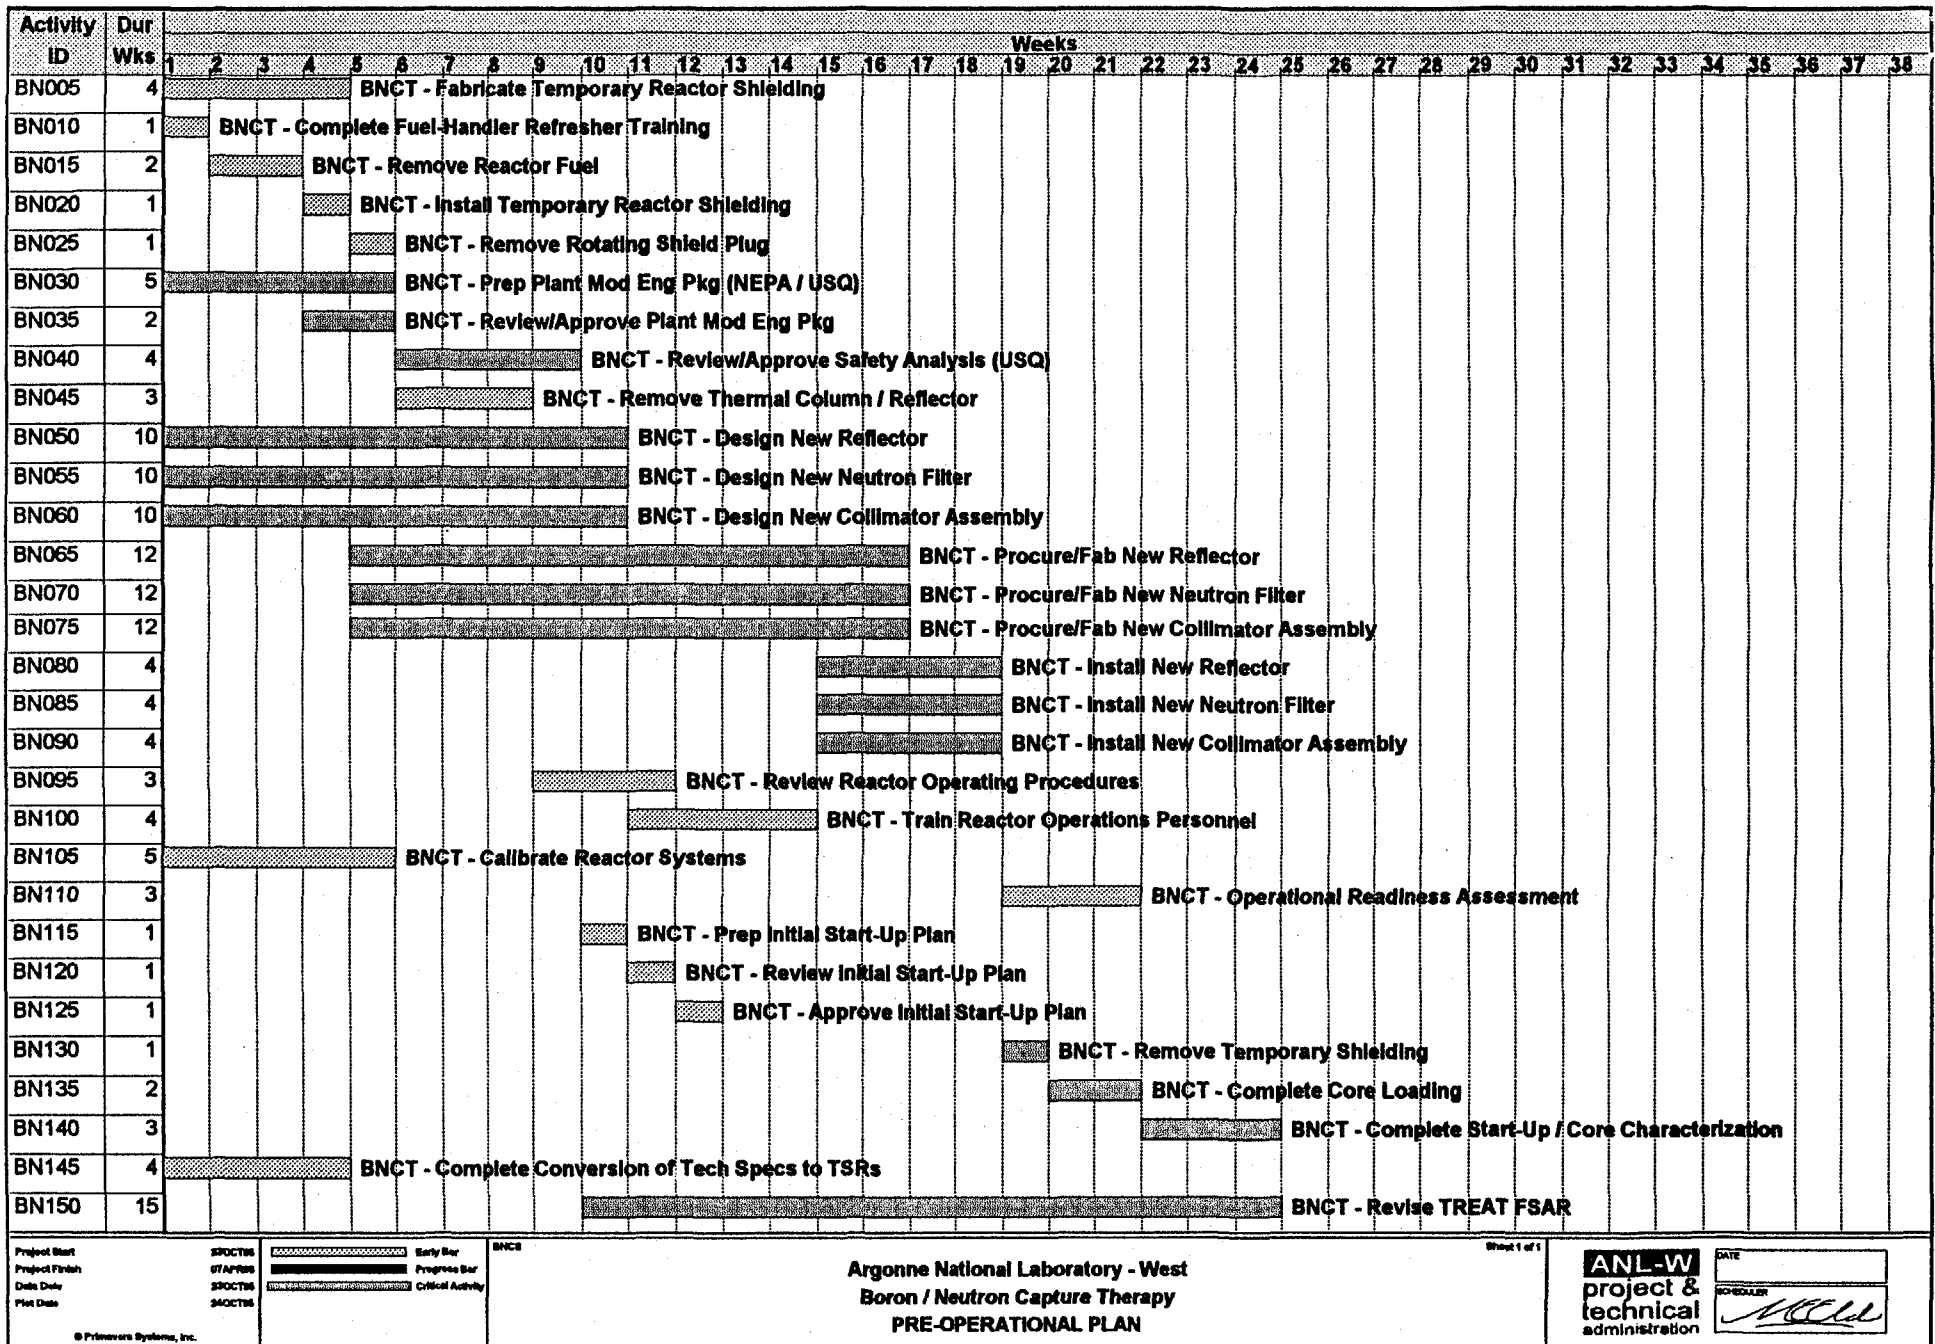 Activity ID Dur Wks Weeks
1 2 3 4 5 6 7 8 9 10 11 12 13 14 15 16 17 18 19 20 21 22 23 24 25 26 27 28 29 30 31 32 33 34 35 36 37 38
BN005 4 BNCT - Fabricate Temporary Reactor Shielding
BN010 1 BNCT - Complete Fuel-Handler Refresher Training
BN015 2 BNCT - Remove Reactor Fuel
BN020 1 BNCT - Install Temporary Reactor Shielding
BN025 1 BNCT - Remove Rotating Shield Plug
BN030 5 BNCT - Prep Plant Mod Eng Pkg (NEPA / USQ)
BN035 2 BNCT - Review/Approve Plant Mod Eng Pkg
BN040 4 BNCT - Review/Approve Safety Analysis (USQ)
BN045 3 BNCT - Remove Thermal Column / Reflector
BN050 10 BNCT - Design New Reflector
BN055 10 BNCT - Design New Neutron Filter
BN060 10 BNCT - Design New Collimator Assembly
BN065 12 BNCT - Procure/Fab New Reflector
BN070 12 BNCT - Procure/Fab New Neutron Filter
BN075 12 BNCT - Procure/Fab New Collimator Assembly
BN080 4 BNCT - Install New Reflector
BN085 4 BNCT - Install New Neutron Filter
BN090 4 BNCT - Install New Collimator Assembly
BN095 3 BNCT - Review Reactor Operating Procedures
BN100 4 BNCT - Train Reactor Operations Personnel
BN105 5 BNCT - Calibrate Reactor Systems
BN110 3 BNCT - Operational Readiness Assessment
BN115 1 BNCT - Prep Initial Start-Up Plan
BN120 1 BNCT - Review Initial Start-Up Plan
BN125 1 BNCT - Approve Initial Start-Up Plan
BN130 1 BNCT - Remove Temporary Shielding
BN135 2 BNCT - Complete Core Loading
BN140 3 BNCT - Complete Start-Up / Core Characterization
BN145 4 BNCT - Complete Conversion of Tech Specs to TSRs
BN150 15 BNCT - Revise TREAT FSAR
Project Start
Project Finish
Data Date
Plot Date
© Primavera Systems, Inc.
Early Bar
Progress Bar
Critical Activity
Sheet 1 of 1
Argonne National Laboratory - West
Boron / Neutron Capture Therapy
PRE-OPERATIONAL PLAN
ANL-W
project &
technical
administration
DATE
SCHEDULER